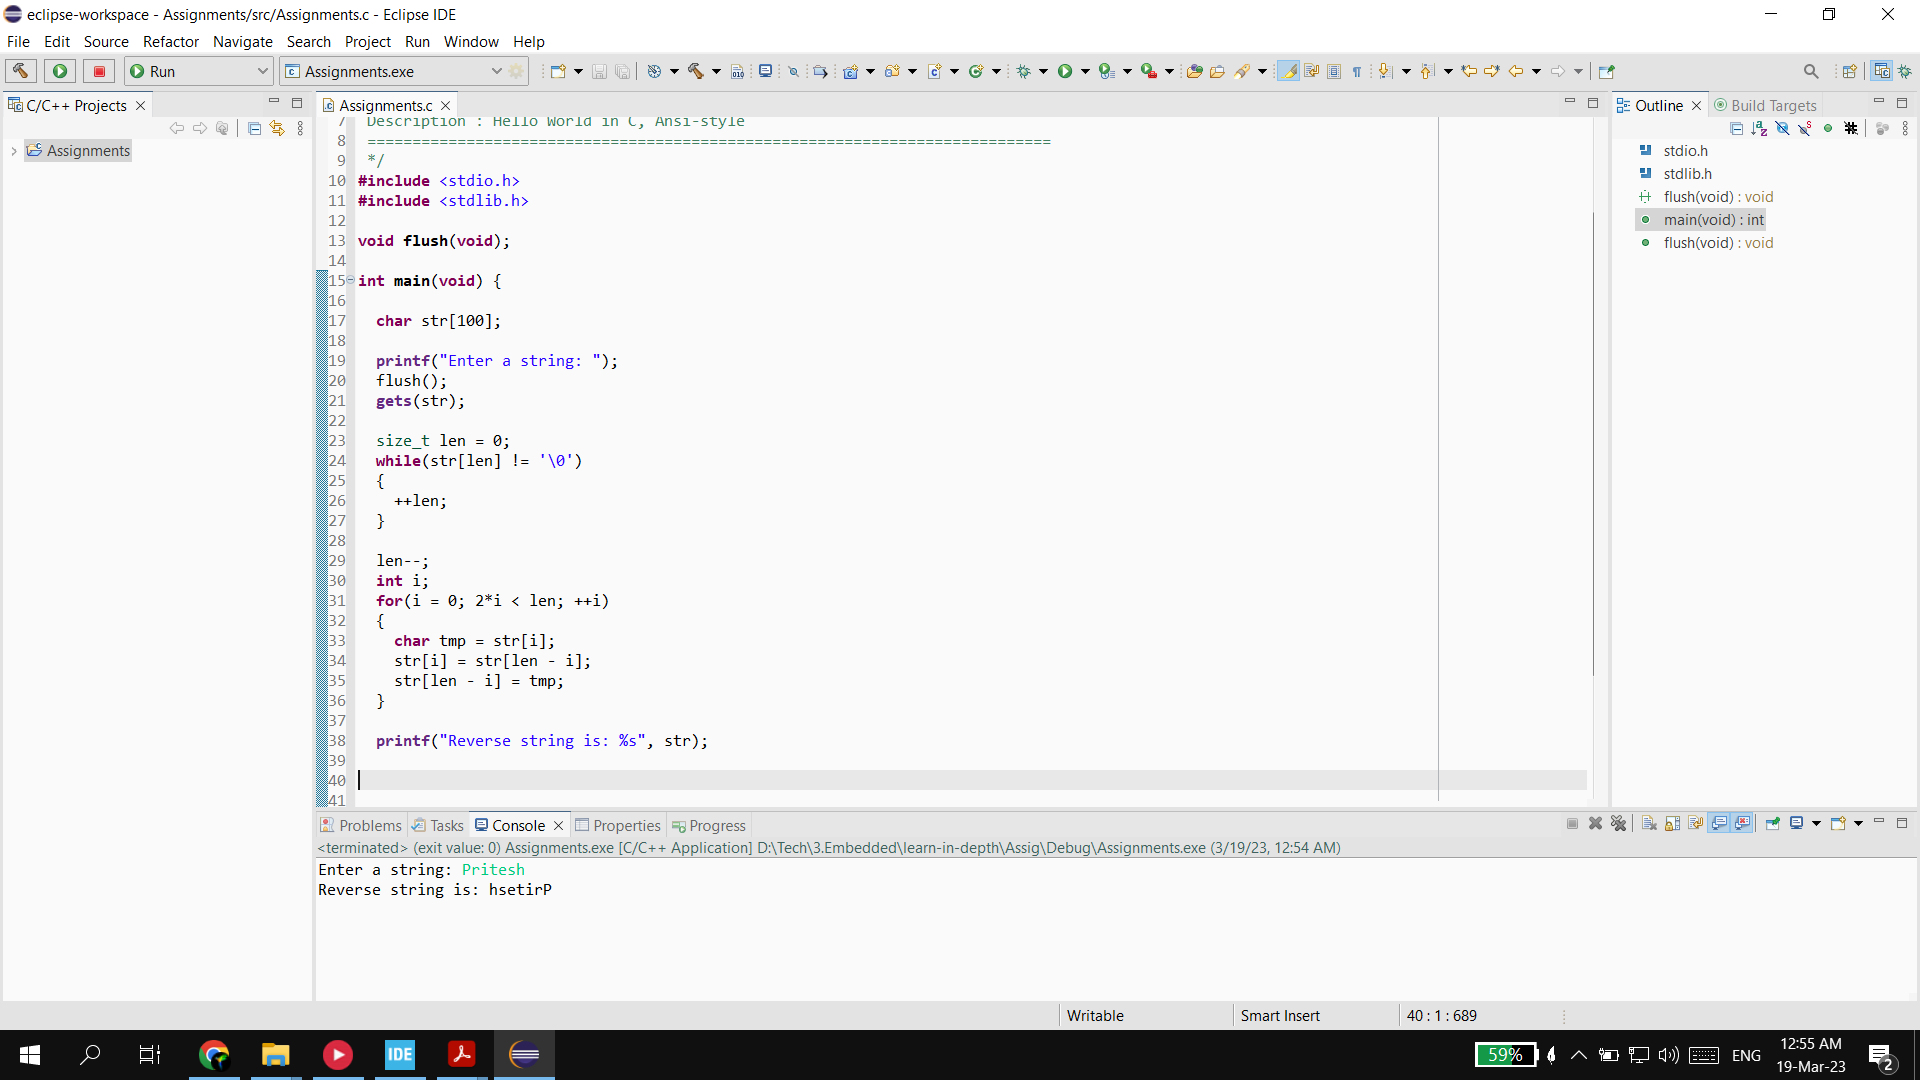 eclipse-workspace - Assignments/src/Assignments.c - Eclipse IDE
File Edit Source Refactor Navigate Search Project Run Window Help
Run Assignments.exe
C/C++ Projects
Assignments
Assignments.c
7 Description : Hello World in C, Ansi-style
8 ============================================================================
9 */
10 #include <stdio.h>
11 #include <stdlib.h>
12
13 void flush(void);
14
15 int main(void) {
16
17 char str[100];
18
19 printf("Enter a string: ");
20 flush();
21 gets(str);
22
23 size_t len = 0;
24 while(str[len] != '\0')
25 {
26 ++len;
27 }
28
29 len--;
30 int i;
31 for(i = 0; 2*i < len; ++i)
32 {
33 char tmp = str[i];
34 str[i] = str[len - i];
35 str[len - i] = tmp;
36 }
37
38 printf("Reverse string is: %s", str);
39
40
41
Outline Build Targets
stdio.h
stdlib.h
flush(void) : void
main(void) : int
flush(void) : void
Problems Tasks Console Properties Progress
<terminated> (exit value: 0) Assignments.exe [C/C++ Application] D:\Tech\3.Embedded\learn-in-depth\Assig\Debug\Assignments.exe (3/19/23, 12:54 AM)
Enter a string: Pritesh
Reverse string is: hsetirP
Writable Smart Insert 40 : 1 : 689
IDE
59% ENG
12:55 AM
19-Mar-23
2